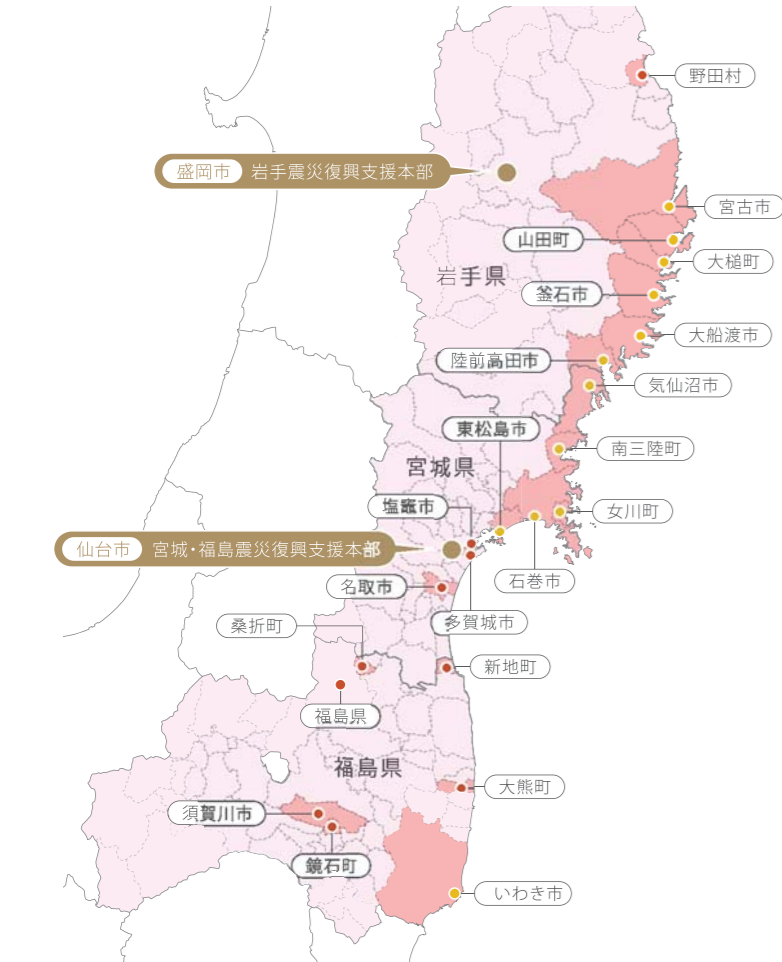 野田村
盛岡市 岩手震災復興支援本部
宮古市
山田町
大槌町
岩手県
釜石市
大船渡市
陸前高田市
気仙沼市
東松島市
南三陸町
宮城県
塩竈市
女川町
仙台市 宮城・福島震災復興支援本部
石巻市
名取市
多賀城市
桑折町
新地町
福島県
福島県
大熊町
須賀川市
鏡石町
いわき市